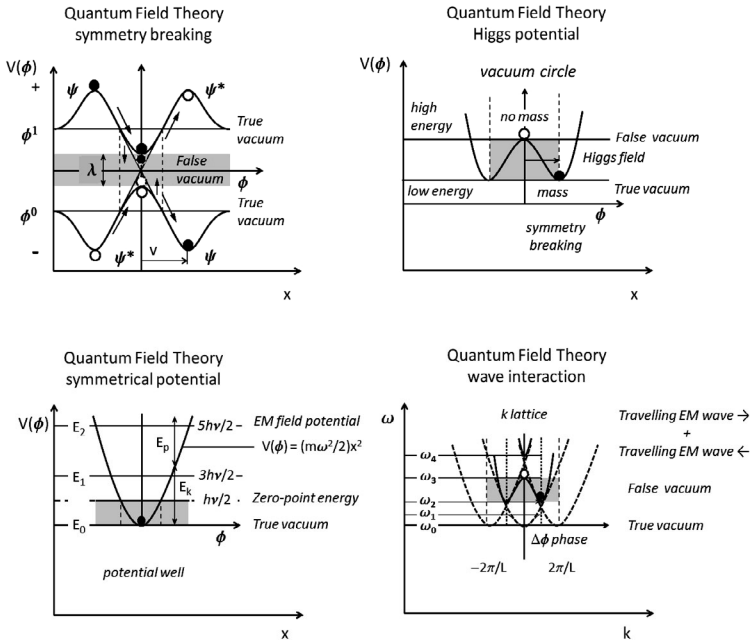 Quantum Field Theory
symmetry breaking
V(ϕ)
+
ψ
ψ*
ϕ¹
True
vacuum
λ
False
vacuum
ϕ
ϕ⁰
True
vacuum
-
ψ*
v
ψ
x
Quantum Field Theory
Higgs potential
V(ϕ)
vacuum circle
high
energy
no mass
False vacuum
Higgs field
low energy
mass
True vacuum
ϕ
symmetry
breaking
x
Quantum Field Theory
symmetrical potential
V(ϕ)
E₂
5hν/2
EM field potential
Eₚ
V(ϕ) = (mω²/2)x²
E₁
3hν/2
Eₖ
hν/2
Zero-point energy
E₀
True vacuum
ϕ
potential well
x
Quantum Field Theory
wave interaction
ω
k lattice
Travelling EM wave →
+
Travelling EM wave ←
ω₄
ω₃
False vacuum
ω₂
ω₁
ω₀
True vacuum
Δϕ phase
−2π/L
2π/L
k